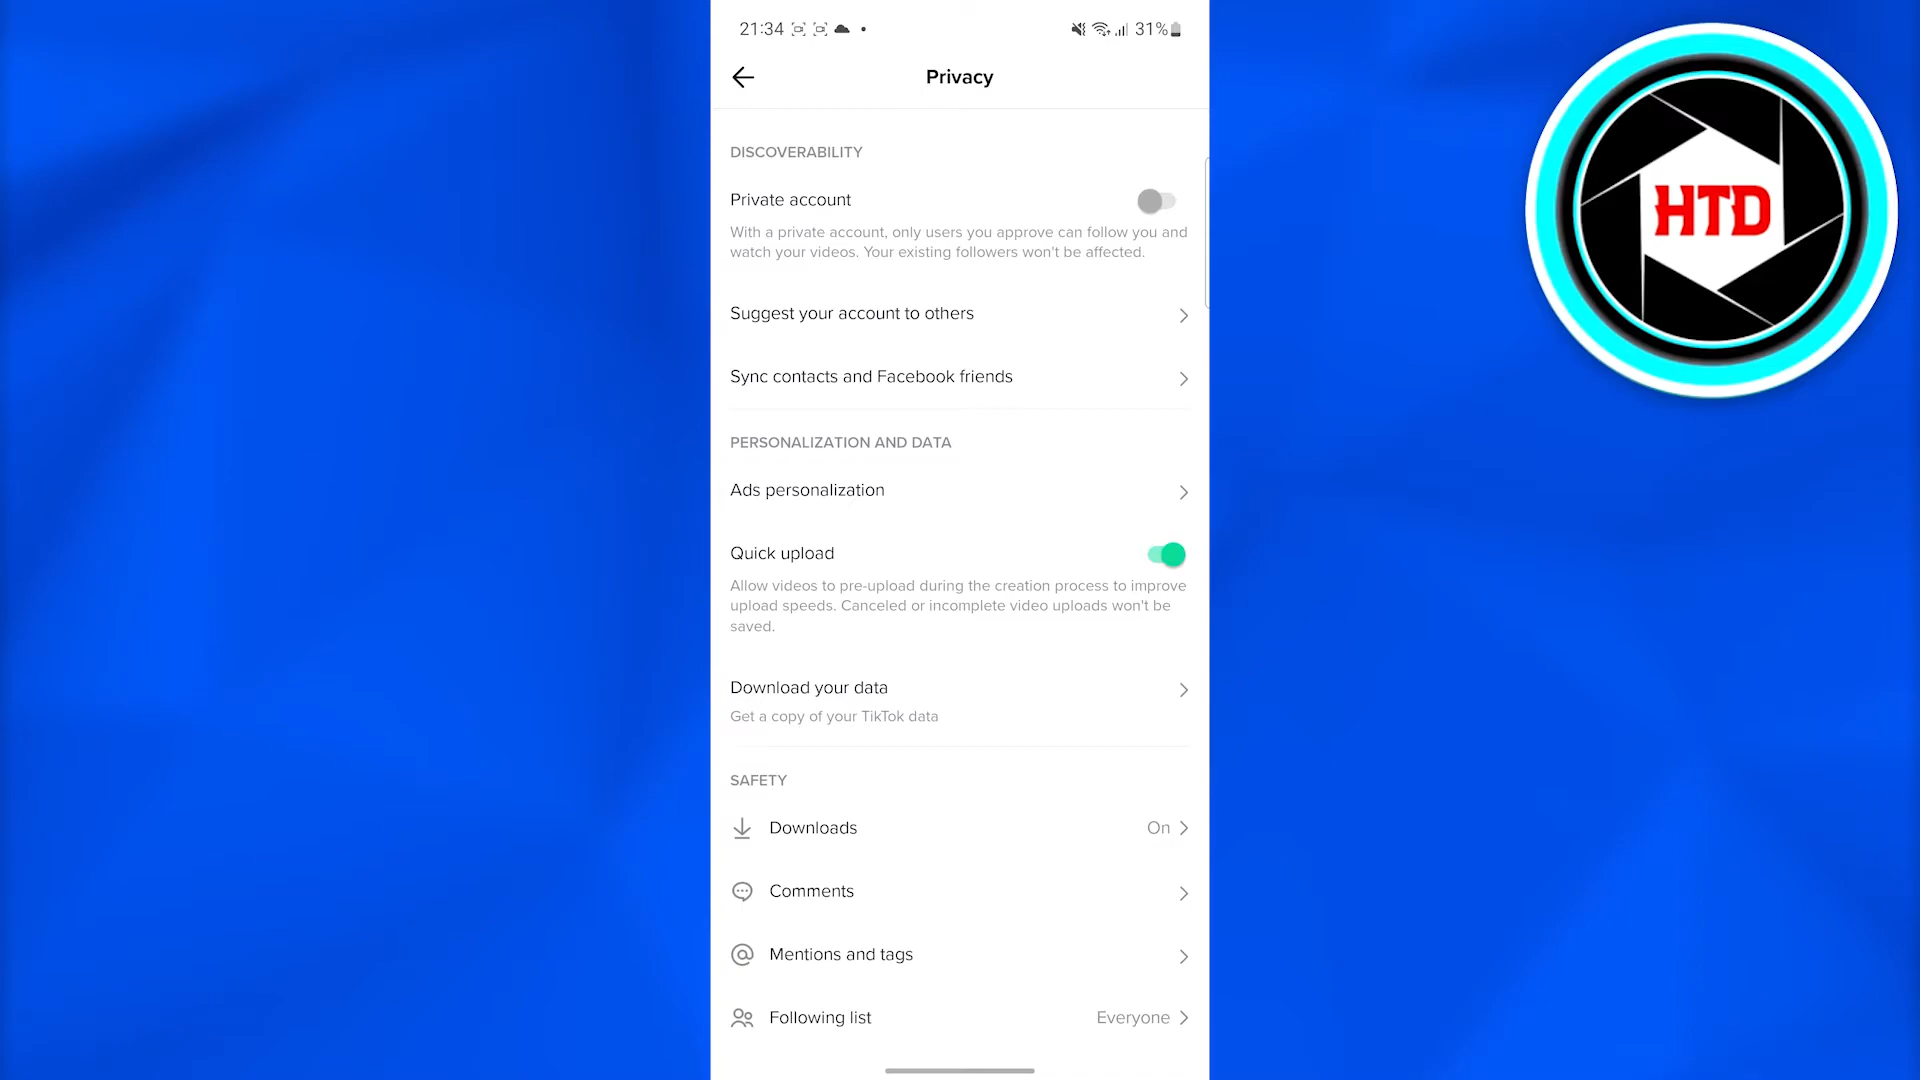 21:34
31%
Privacy
DISCOVERABILITY
Private account
With a private account, only users you approve can follow you and
watch your videos. Your existing followers won't be affected.
Suggest your account to others
Sync contacts and Facebook friends
PERSONALIZATION AND DATA
Ads personalization
Quick upload
Allow videos to pre-upload during the creation process to improve
upload speeds. Canceled or incomplete video uploads won't be
saved.
Download your data
Get a copy of your TikTok data
SAFETY
Downloads On
Comments
Mentions and tags
Following list Everyone
HTD